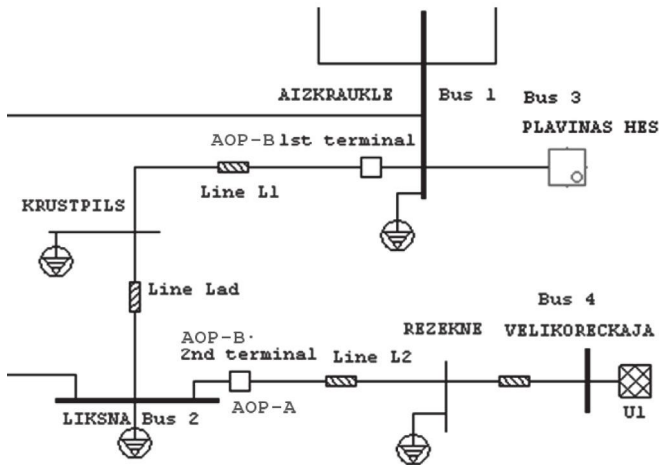 AIZKRAUKLE
Bus 1
Bus 3
PLAVINAS HES
AOP-B 1st terminal
Line L1
KRUSTPILS
Line Lad
Bus 4
AOP-B·
2nd terminal
Line L2
REZEKNE
VELIKORECKAJA
AOP-A
LIKSNA Bus 2
U1